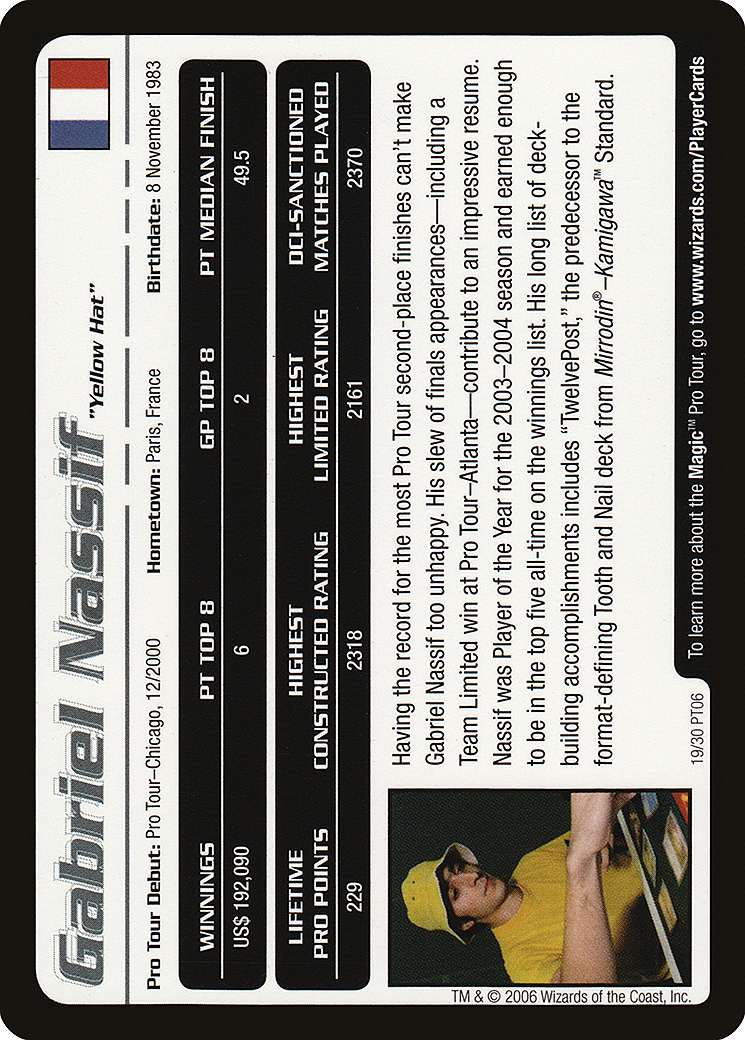 Gabriel Nassif
"Yellow Hat"
Pro Tour Debut: Pro Tour–Chicago, 12/2000 Hometown: Paris, France Birthdate: 8 November 1983
WINNINGS PT TOP 8 GP TOP 8 PT MEDIAN FINISH
US$ 192,090 6 2 49.5
LIFETIME HIGHEST HIGHEST DCI-SANCTIONED
PRO POINTS CONSTRUCTED RATING LIMITED RATING MATCHES PLAYED
229 2318 2161 2370
Having the record for the most Pro Tour second-place finishes can't make
Gabriel Nassif too unhappy. His slew of finals appearances—including a
Team Limited win at Pro Tour–Atlanta—contribute to an impressive resume.
Nassif was Player of the Year for the 2003–2004 season and earned enough
to be in the top five all-time on the winnings list. His long list of deck-
building accomplishments includes “TwelvePost,” the predecessor to the
format-defining Tooth and Nail deck from Mirrodin®–Kamigawa™ Standard.
19/30 PT06
To learn more about the Magic™ Pro Tour, go to www.wizards.com/PlayerCards
TM & © 2006 Wizards of the Coast, Inc.